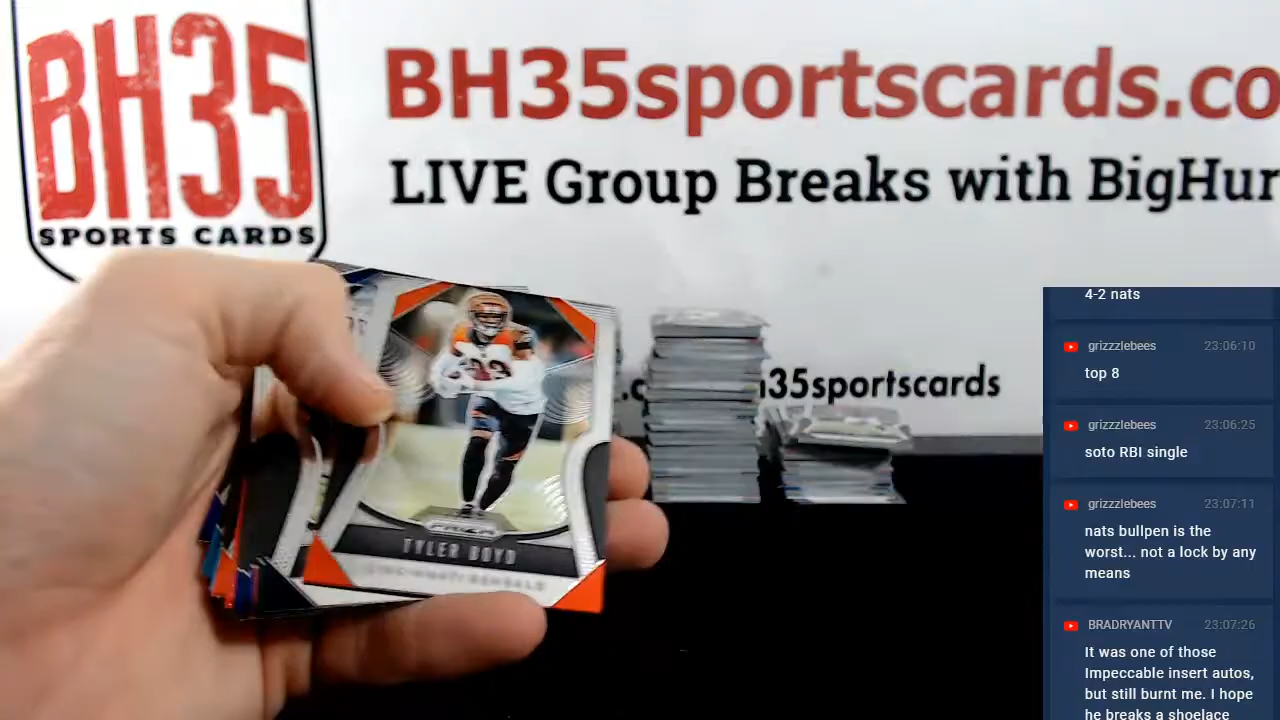 BH35
SPORTS CARDS
BH35sportscards.co
LIVE Group Breaks with BigHur
h35sportscards
PRIZM
TYLER BOYD
CINCINNATI BENGALS
4-2 nats
grizzzlebees 23:06:10
top 8
grizzzlebees 23:06:25
soto RBI single
grizzzlebees 23:07:11
nats bullpen is the
worst... not a lock by any
means
BRADRYANTTV 23:07:26
It was one of those
Impeccable insert autos,
but still burnt me. I hope
he breaks a shoelace